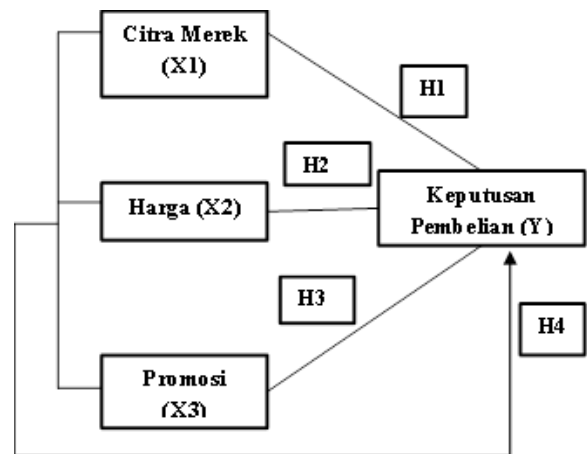 Citra Merek
(X1)
H1
H2
Harga (X2)
Keputusan
Pembelian (Y)
H3
H4
Promosi
(X3)